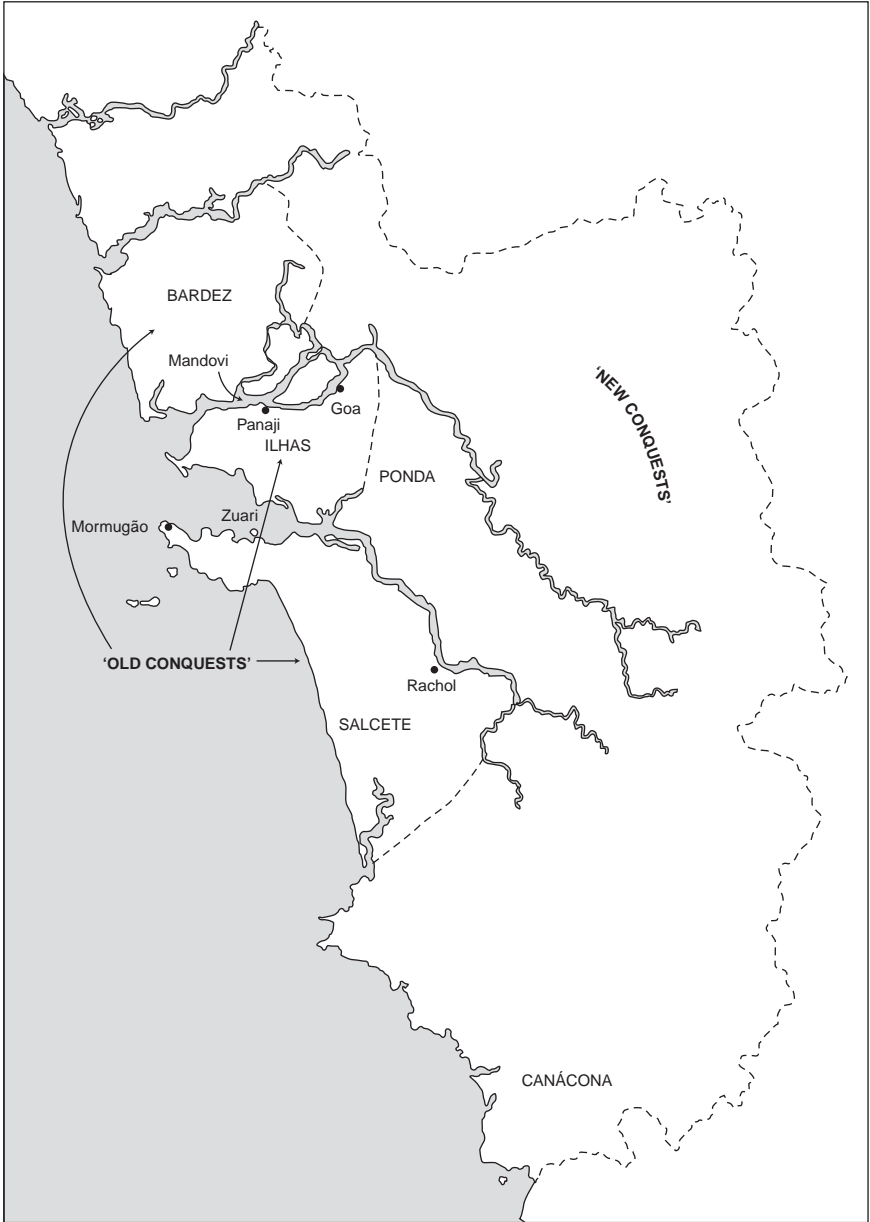 BARDEZ
Mandovi
Goa
Panaji
ILHAS
'NEW CONQUESTS'
PONDA
Zuari
Mormugão
'OLD CONQUESTS'
Rachol
SALCETE
CANÁCONA